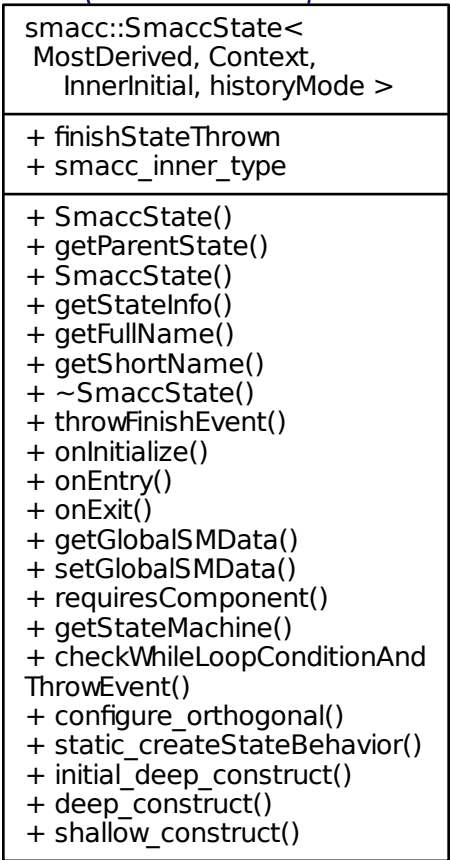 smacc::SmaccState<
MostDerived, Context,
InnerInitial, historyMode >
+ finishStateThrown
+ smacc_inner_type
+ SmaccState()
+ getParentState()
+ SmaccState()
+ getStateInfo()
+ getFullName()
+ getShortName()
+ ~SmaccState()
+ throwFinishEvent()
+ onInitialize()
+ onEntry()
+ onExit()
+ getGlobalSMData()
+ setGlobalSMData()
+ requiresComponent()
+ getStateMachine()
+ checkWhileLoopConditionAnd
ThrowEvent()
+ configure_orthogonal()
+ static_createStateBehavior()
+ initial_deep_construct()
+ deep_construct()
+ shallow_construct()